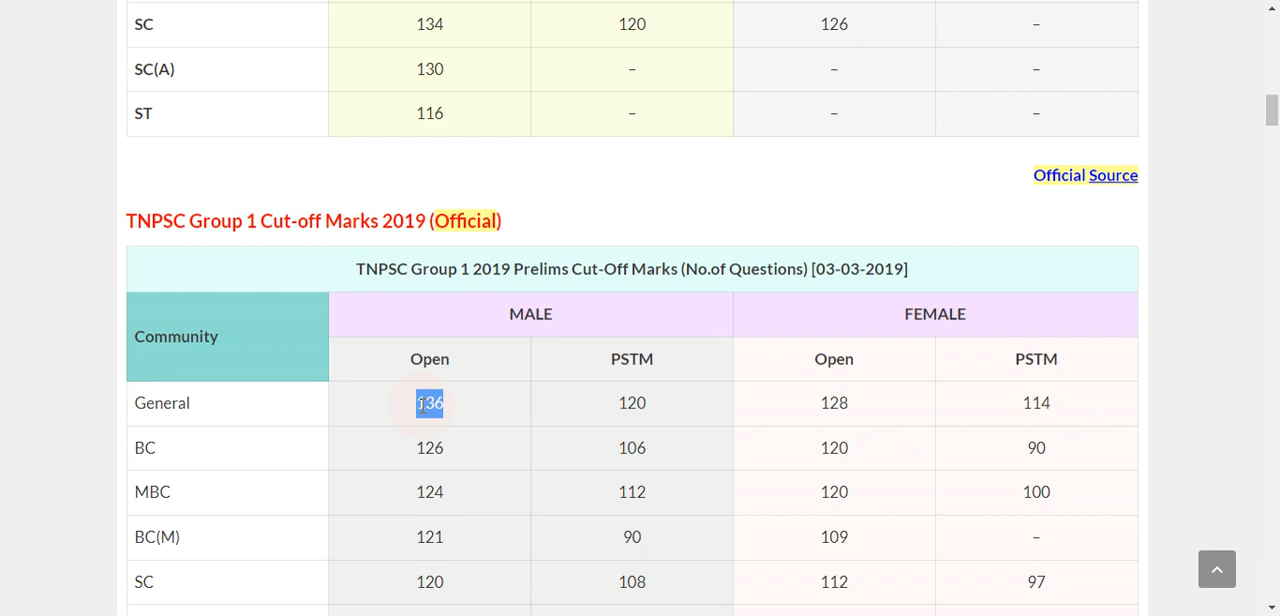 SC 134 120 126 –
SC(A) 130 – – –
ST 116 – – –
Official Source
TNPSC Group 1 Cut-off Marks 2019 (Official)
TNPSC Group 1 2019 Prelims Cut-Off Marks (No.of Questions) [03-03-2019]
Community MALE FEMALE
Open PSTM Open PSTM
General 136 120 128 114
BC 126 106 120 90
MBC 124 112 120 100
BC(M) 121 90 109 –
SC 120 108 112 97